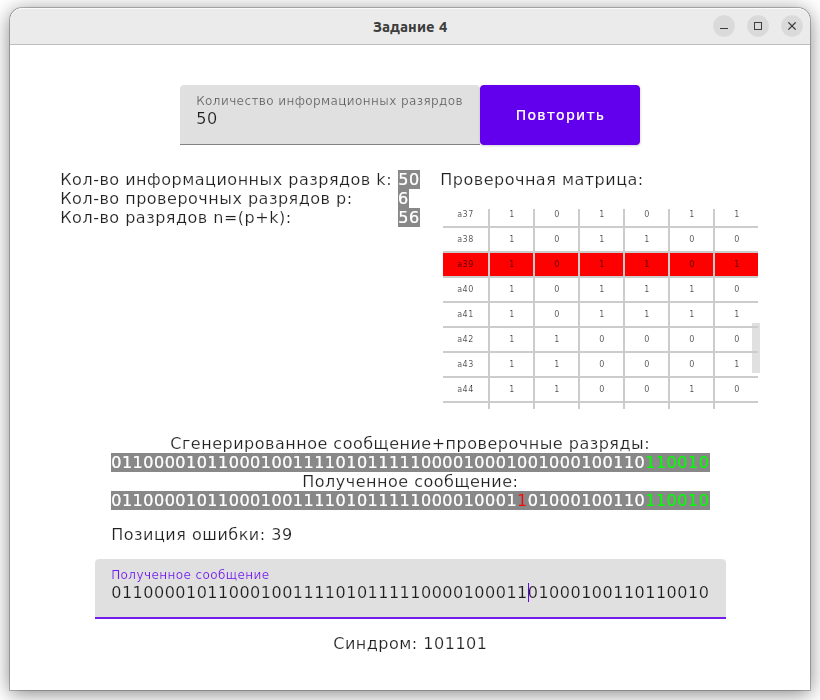 Задание 4
Количество информационных разярдов
50
Повторить
Кол-во информационных разрядов k: 50
Кол-во проверочных разрядов p: 6
Кол-во разрядов n=(p+k): 56
Проверочная матрица:
a37 1 0 1 0 1 1
a38 1 0 1 1 0 0
a39 1 0 1 1 0 1
a40 1 0 1 1 1 0
a41 1 0 1 1 1 1
a42 1 1 0 0 0 0
a43 1 1 0 0 0 1
a44 1 1 0 0 1 0
Сгенерированное сообщение+проверочные разряды:
01100001011000100111101011111000010001001000100110110010
Полученное сообщение:
01100001011000100111101011111000010001101000100110110010
Позиция ошибки: 39
Полученное сообщение
01100001011000100111101011111000010001101000100110110010
Синдром: 101101